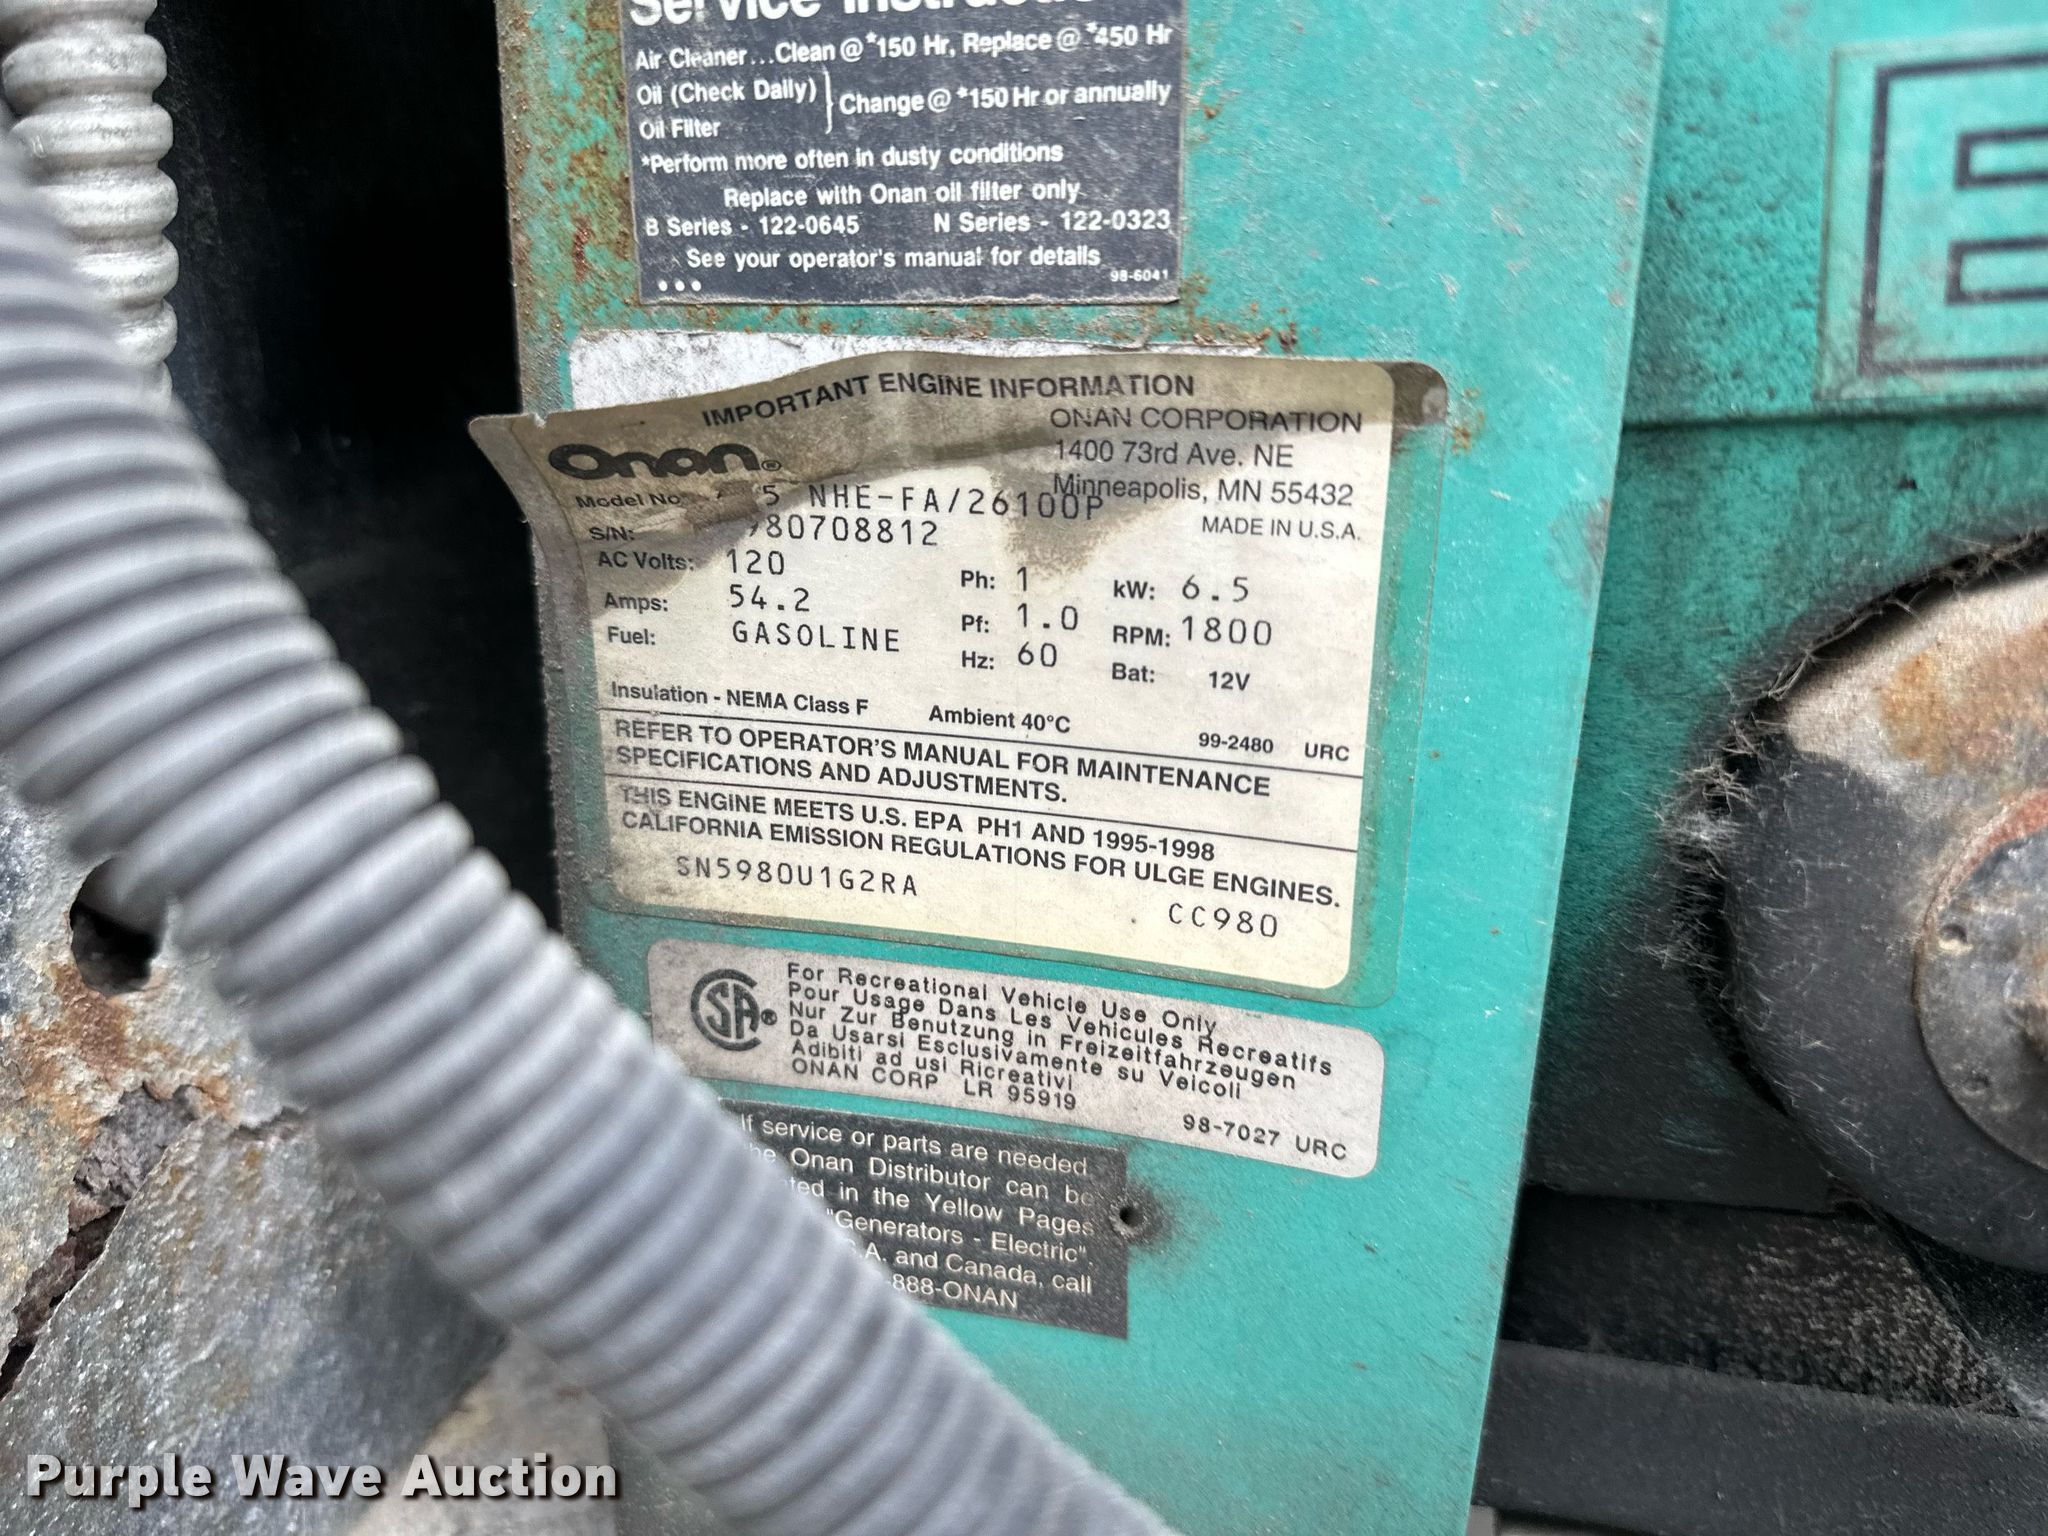 Service Instructi
Air Cleaner...Clean @ *150 Hr, Replace @ *450 Hr
Oil (Check Daily)
Oil Filter
Change @ *150 Hr or annually
*Perform more often in dusty conditions
Replace with Onan oil filter only
B Series - 122-0645 N Series - 122-0323
See your operator's manual for details
98-6041
IMPORTANT ENGINE INFORMATION
Onan®
ONAN CORPORATION
1400 73rd Ave. NE
Minneapolis, MN 55432
MADE IN U.S.A.
Model No 5 NHE-FA/26100P
S/N: 980708812
AC Volts: 120 Ph: 1 kW: 6.5
Amps: 54.2 Pf: 1.0 RPM: 1800
Fuel: GASOLINE Hz: 60 Bat: 12V
Insulation - NEMA Class F Ambient 40°C
99-2480 URC
REFER TO OPERATOR'S MANUAL FOR MAINTENANCE
SPECIFICATIONS AND ADJUSTMENTS.
THIS ENGINE MEETS U.S. EPA PH1 AND 1995-1998
CALIFORNIA EMISSION REGULATIONS FOR ULGE ENGINES.
SN5980U1G2RA CC980
SA®
For Recreational Vehicle Use Only
Pour Usage Dans Les Vehicules Recreatifs
Nur Zur Benutzung in Freizeitfahrzeugen
Da Usarsi Esclusivamente su Veicoli
Adibiti ad usi Ricreativi
ONAN CORP LR 95919
98-7027 URC
If service or parts are needed
he Onan Distributor can be
ted in the Yellow Pages
"Generators - Electric".
S.A. and Canada, call
-888-ONAN
Purple Wave Auction